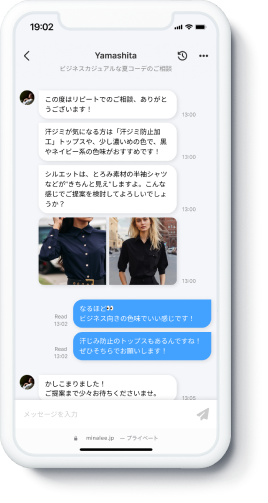 19:02
Yamashita
ビジネスカジュアルな夏コーデのご相談
この度はリピートでのご相談、ありがと
うございます！
13:00
汗ジミが気になる方は「汗ジミ防止加
工」トップスや、少し濃いめの色で、黒
やネイビー系の色味がおすすめです！
13:00
シルエットは、とろみ素材の半袖シャツ
などが"きちんと見え"しますよ。こんな
感じでご提案を検討してよろしいでしょ
うか？
13:00
13:00
なるほど👀
ビジネス向きの色味でいい感じです！
Read
13:02
汗じみ防止のトップスもあるんですね！
ぜひそちらでお願いします！
Read
13:02
かしこまりました！
ご提案まで少々お待ちくださいませ。
13:05
メッセージを入力
minelee.jp — プライベート